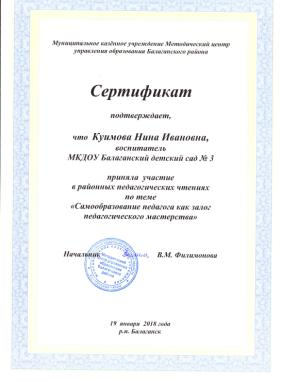 Муниципальное казённое учреждение Методический центр
управления образования Балаганского района
Сертификат
подтверждает,
что Куимова Нина Ивановна,
воспитатель
МКДОУ Балаганский детский сад № 3
приняла участие
в районных педагогических чтениях
по теме
«Самообразование педагога как залог
педагогического мастерства»
Начальник В.М. Филимонова
19 января 2018 года
р.п. Балаганск